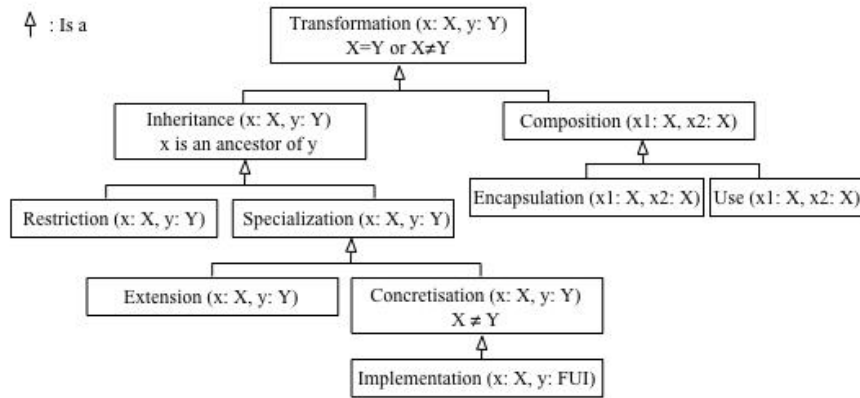 : Is a
Transformation (x: X, y: Y)
X=Y or X≠Y
Inheritance (x: X, y: Y)
x is an ancestor of y
Composition (x1: X, x2: X)
Restriction (x: X, y: Y)
Specialization (x: X, y: Y)
Encapsulation (x1: X, x2: X)
Use (x1: X, x2: X)
Extension (x: X, y: Y)
Concretisation (x: X, y: Y)
X ≠ Y
Implementation (x: X, y: FUI)